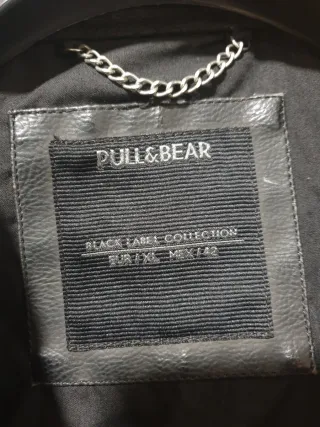 PULL&BEAR
BLACK LABEL COLLECTION
EUR / XL MEX / 42